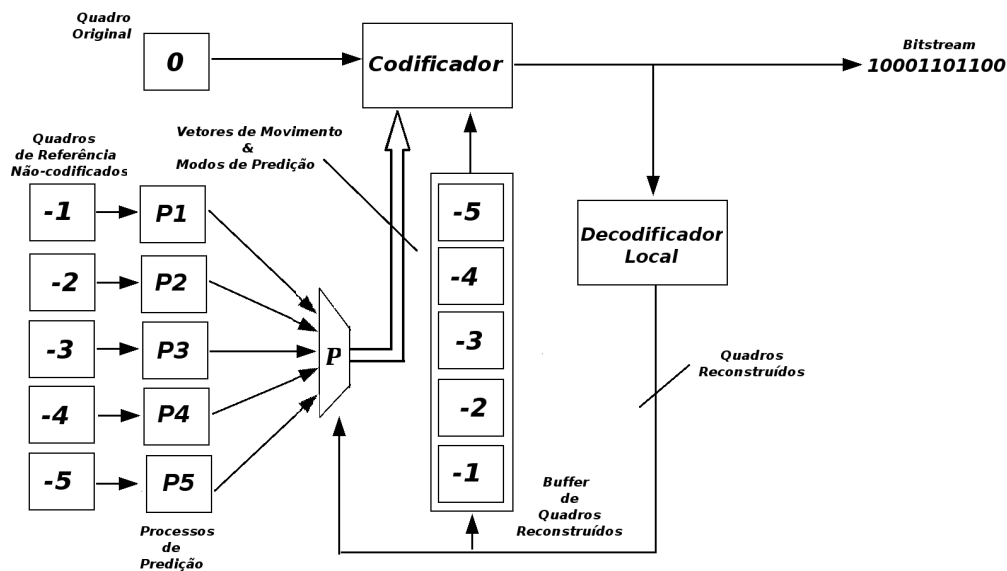 Quadro
Original
0
Codificador
Bitstream
10001101100
Quadros
de Referência
Não-codificados
Vetores de Movimento
&
Modos de Predição
-1
P1
-2
P2
-3
P3
-4
P4
-5
P5
P
-5
-4
-3
-2
-1
Decodificador
Local
Quadros
Reconstruídos
Buffer
de
Quadros
Reconstruídos
Processos
de
Predição